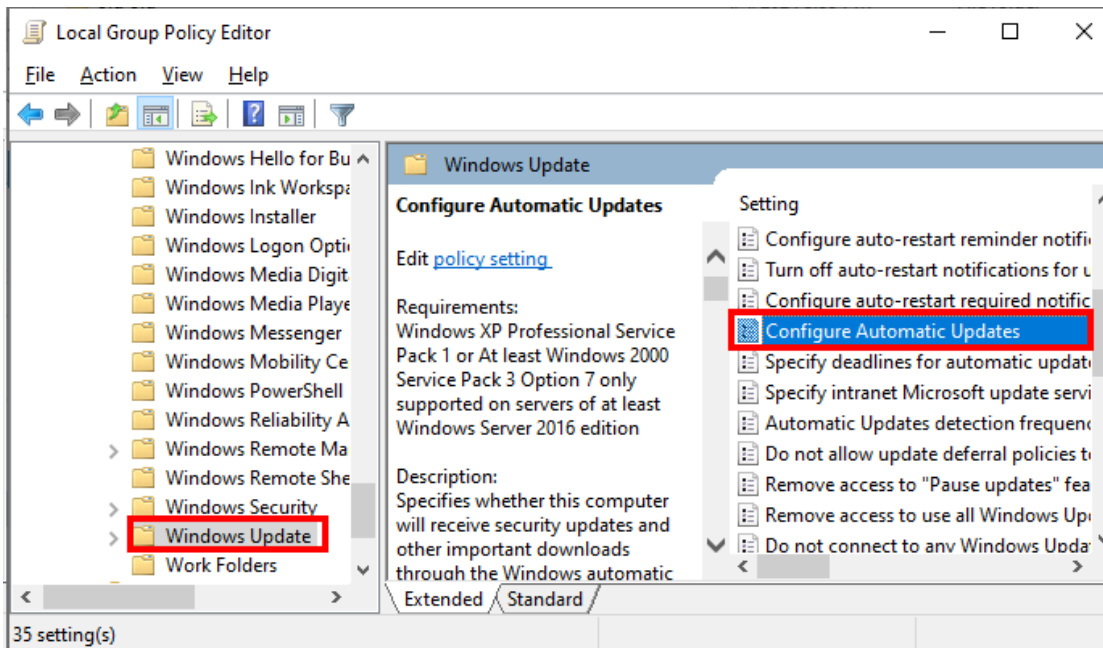 Local Group Policy Editor
File Action View Help
Windows Hello for Bu
Windows Ink Workspa
Windows Installer
Windows Logon Opti
Windows Media Digit
Windows Media Playe
Windows Messenger
Windows Mobility Ce
Windows PowerShell
Windows Reliability A
Windows Remote Ma
Windows Remote She
Windows Security
Windows Update
Work Folders
Windows Update
Configure Automatic Updates
Edit policy setting
Requirements:
Windows XP Professional Service
Pack 1 or At least Windows 2000
Service Pack 3 Option 7 only
supported on servers of at least
Windows Server 2016 edition
Description:
Specifies whether this computer
will receive security updates and
other important downloads
through the Windows automatic
Setting
Configure auto-restart reminder notifi
Turn off auto-restart notifications for u
Configure auto-restart required notific
Configure Automatic Updates
Specify deadlines for automatic updat
Specify intranet Microsoft update servi
Automatic Updates detection frequenc
Do not allow update deferral policies t
Remove access to "Pause updates" fea
Remove access to use all Windows Up
Do not connect to any Windows Updat
Extended Standard
35 setting(s)